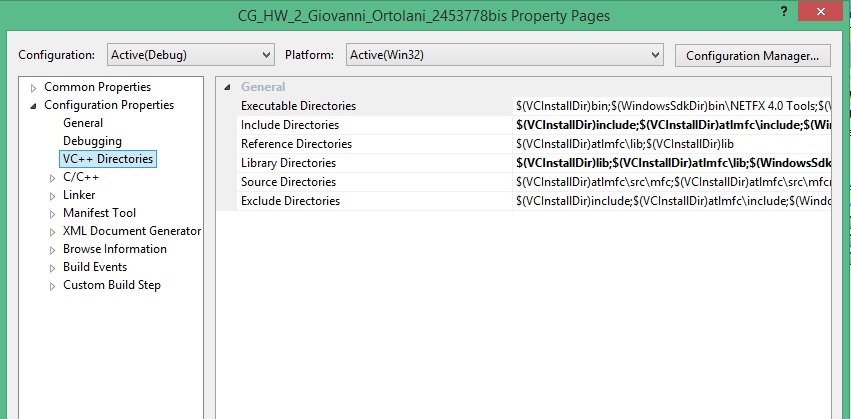 CG_HW_2_Giovanni_Ortolani_2453778bis Property Pages
? ×
Configuration: Active(Debug) Platform: Active(Win32) Configuration Manager...
Common Properties
Configuration Properties
General
Debugging
VC++ Directories
C/C++
Linker
Manifest Tool
XML Document Generator
Browse Information
Build Events
Custom Build Step
General
Executable Directories $(VCInstallDir)bin;$(WindowsSdkDir)bin\NETFX 4.0 Tools;$(W
Include Directories $(VCInstallDir)include;$(VCInstallDir)atlmfc\include;$(Win
Reference Directories $(VCInstallDir)atlmfc\lib;$(VCInstallDir)lib
Library Directories $(VCInstallDir)lib;$(VCInstallDir)atlmfc\lib;$(WindowsSdk
Source Directories $(VCInstallDir)atlmfc\src\mfc;$(VCInstallDir)atlmfc\src\mfcm
Exclude Directories $(VCInstallDir)include;$(VCInstallDir)atlmfc\include;$(Windo